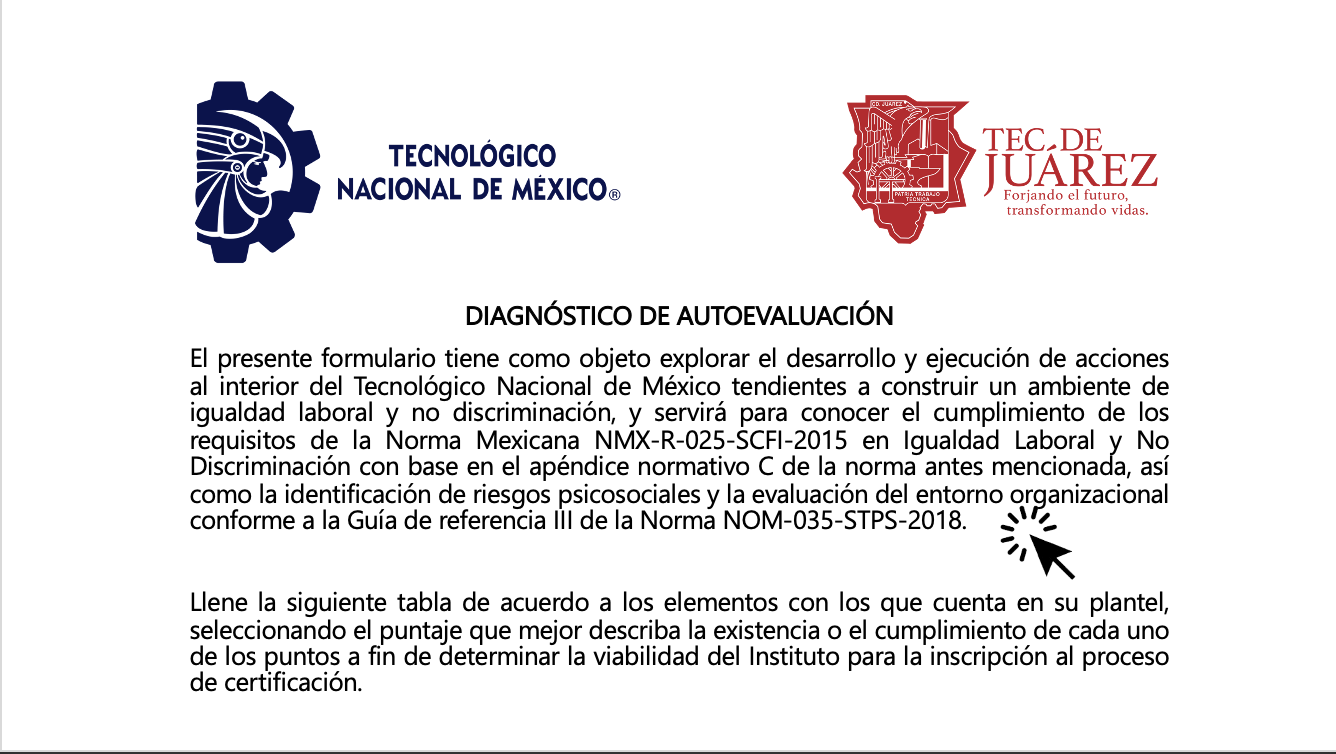 TECNOLÓGICO
NACIONAL DE MÉXICO®
CD. JUÁREZ
PATRIA TRABAJO
TECNICA
TEC. DE
JUÁREZ
Forjando el futuro,
transformando vidas.
DIAGNÓSTICO DE AUTOEVALUACIÓN
El presente formulario tiene como objeto explorar el desarrollo y ejecución de acciones
al interior del Tecnológico Nacional de México tendientes a construir un ambiente de
igualdad laboral y no discriminación, y servirá para conocer el cumplimiento de los
requisitos de la Norma Mexicana NMX-R-025-SCFI-2015 en Igualdad Laboral y No
Discriminación con base en el apéndice normativo C de la norma antes mencionada, así
como la identificación de riesgos psicosociales y la evaluación del entorno organizacional
conforme a la Guía de referencia III de la Norma NOM-035-STPS-2018.
Llene la siguiente tabla de acuerdo a los elementos con los que cuenta en su plantel,
seleccionando el puntaje que mejor describa la existencia o el cumplimiento de cada uno
de los puntos a fin de determinar la viabilidad del Instituto para la inscripción al proceso
de certificación.